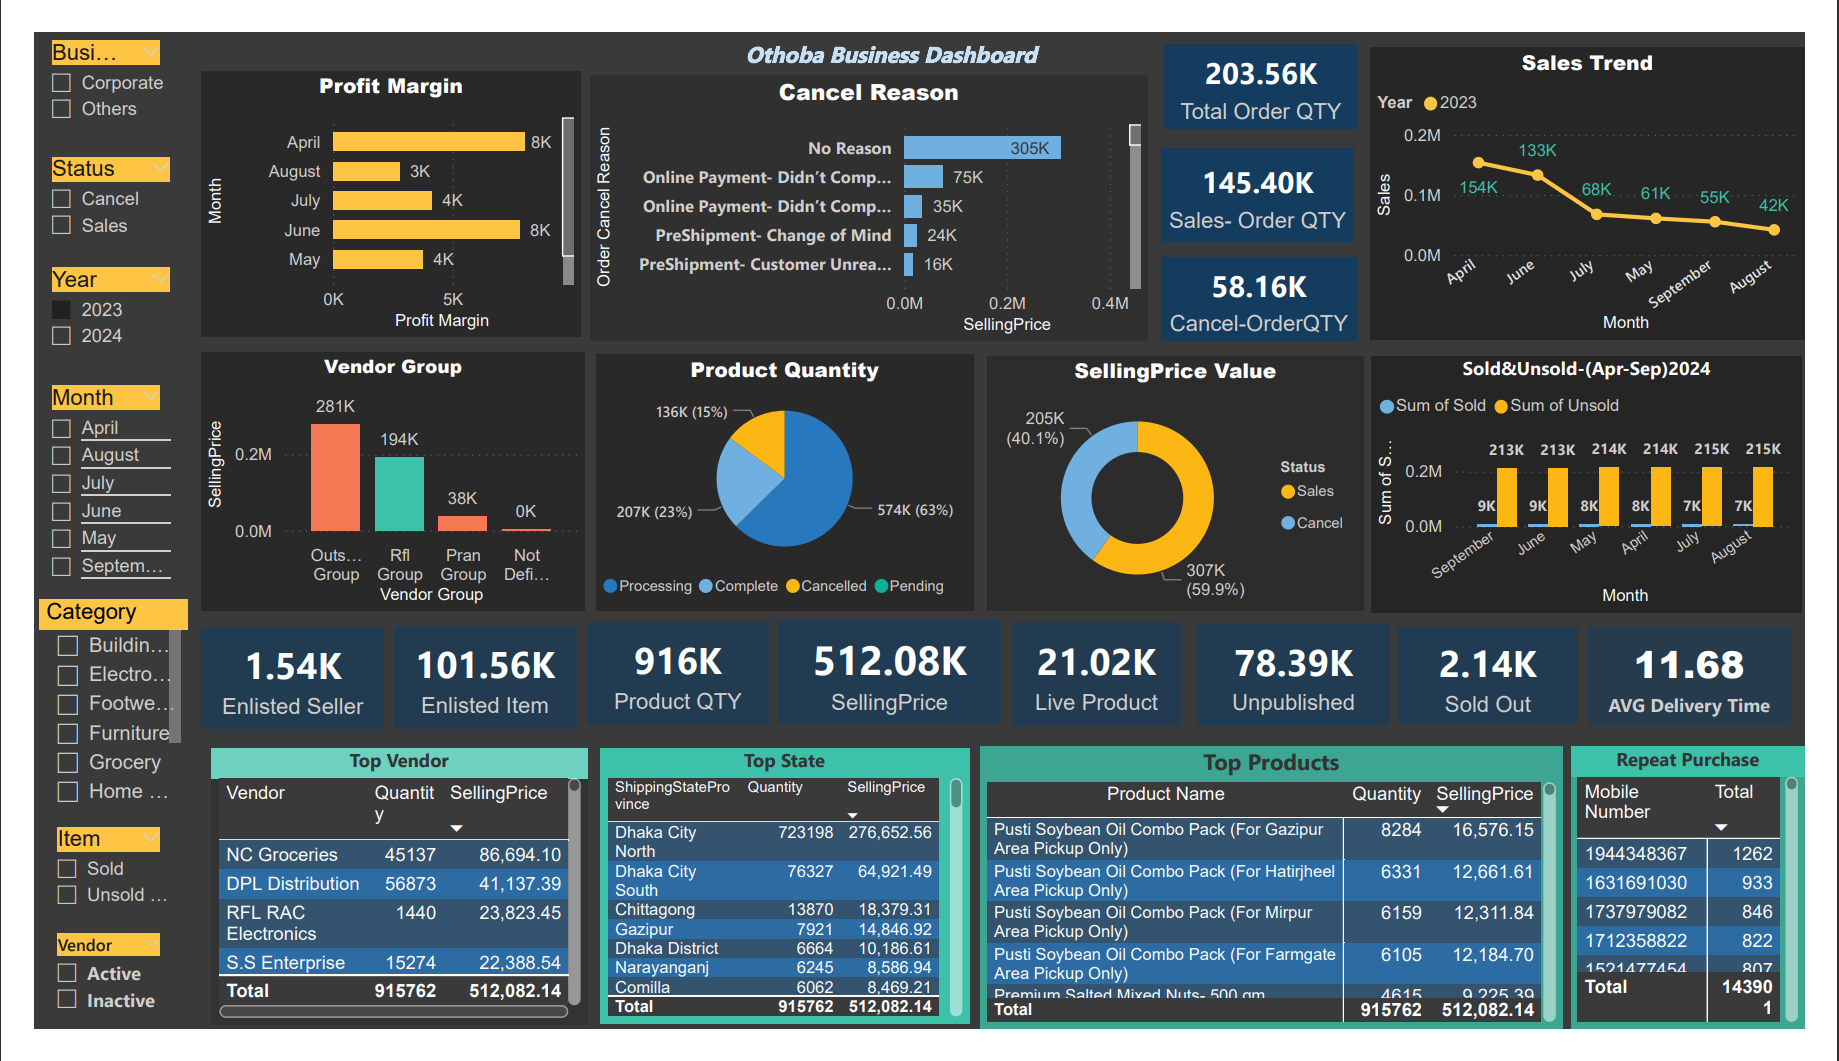 Othoba Business Dashboard
Busi...
Corporate
Others
Status
Cancel
Sales
Year
2023
2024
Month
April
August
July
June
May
Septem...
Category
Buildin...
Electro...
Footwe...
Furniture
Grocery
Home ...
Item
Sold
Unsold ...
Vendor
Active
Inactive
Profit Margin
Month
April 8K
August 3K
July 4K
June 8K
May 4K
0K 5K
Profit Margin
Cancel Reason
Order Cancel Reason
No Reason 305K
Online Payment- Didn't Comp... 75K
Online Payment- Didn't Comp... 35K
PreShipment- Change of Mind 24K
PreShipment- Customer Unrea... 16K
0.0M 0.2M 0.4M
SellingPrice
203.56K
Total Order QTY
145.40K
Sales- Order QTY
58.16K
Cancel-OrderQTY
Sales Trend
Year 2023
Sales
0.2M
0.1M
0.0M
154K 133K 68K 61K 55K 42K
April June July May September August
Month
Vendor Group
SellingPrice
0.2M
0.0M
281K 194K 38K 0K
Outs... Rfl Pran Not
Group Group Group Defi...
Vendor Group
Product Quantity
136K (15%)
207K (23%)
574K (63%)
Processing Complete Cancelled Pending
SellingPrice Value
205K
(40.1%)
307K
(59.9%)
Status
Sales
Cancel
Sold&Unsold-(Apr-Sep)2024
Sum of Sold Sum of Unsold
Sum of S...
0.2M
0.0M
213K 213K 214K 214K 215K 215K
9K 9K 8K 8K 7K 7K
September June May April July August
Month
1.54K
Enlisted Seller
101.56K
Enlisted Item
916K
Product QTY
512.08K
SellingPrice
21.02K
Live Product
78.39K
Unpublished
2.14K
Sold Out
11.68
AVG Delivery Time
Top Vendor
Vendor Quantit SellingPrice
y
NC Groceries 45137 86,694.10
DPL Distribution 56873 41,137.39
RFL RAC 1440 23,823.45
Electronics
S.S Enterprise 15274 22,388.54
Total 915762 512,082.14
Top State
ShippingStatePro Quantity SellingPrice
vince
Dhaka City 723198 276,652.56
North
Dhaka City 76327 64,921.49
South
Chittagong 13870 18,379.31
Gazipur 7921 14,846.92
Dhaka District 6664 10,186.61
Narayanganj 6245 8,586.94
Comilla 6062 8,469.21
Total 915762 512,082.14
Top Products
Product Name Quantity SellingPrice
Pusti Soybean Oil Combo Pack (For Gazipur 8284 16,576.15
Area Pickup Only)
Pusti Soybean Oil Combo Pack (For Hatirjheel 6331 12,661.61
Area Pickup Only)
Pusti Soybean Oil Combo Pack (For Mirpur 6159 12,311.84
Area Pickup Only)
Pusti Soybean Oil Combo Pack (For Farmgate 6105 12,184.70
Area Pickup Only)
Premium Salted Mixed Nuts- 500 gm 4615 9,225.39
Total 915762 512,082.14
Repeat Purchase
Mobile Total
Number
1944348367 1262
1631691030 933
1737979082 846
1712358822 822
1521477454 807
Total 14390
1